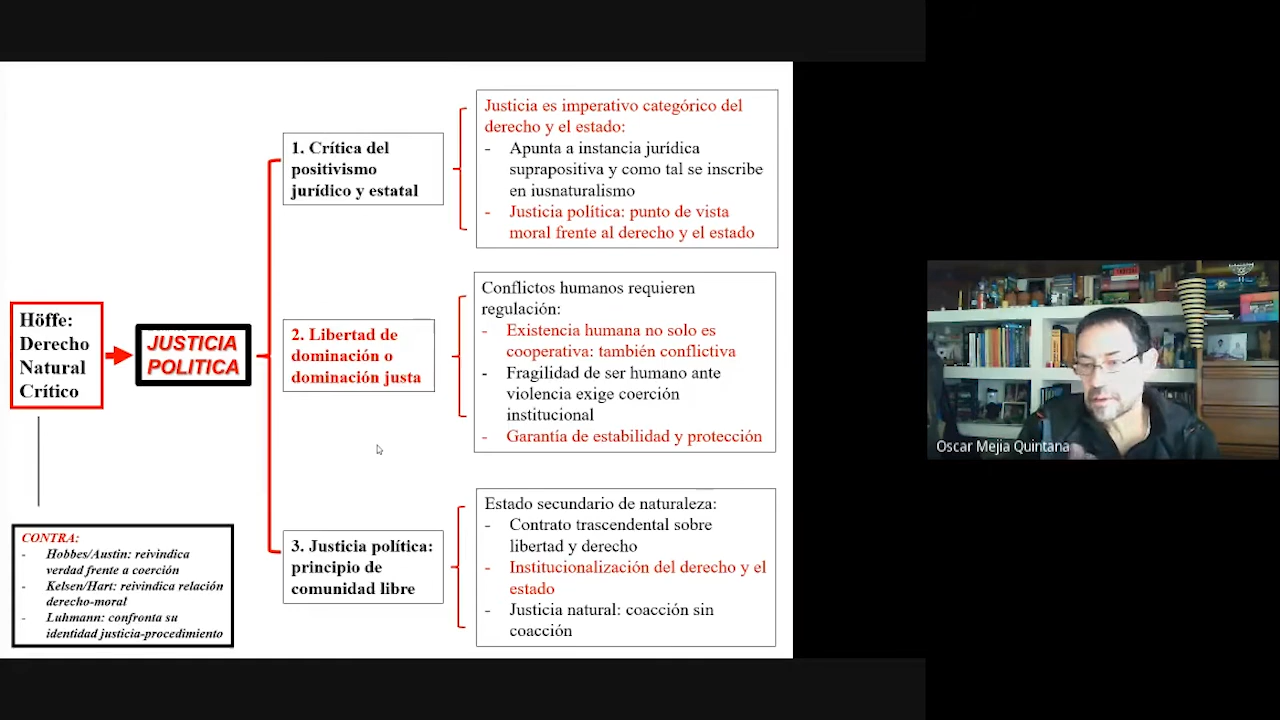 Höffe:
Derecho
Natural
Crítico
JUSTICIA
POLITICA
CONTRA:
- Hobbes/Austin: reivindica
verdad frente a coerción
- Kelsen/Hart: reivindica relación
derecho-moral
- Luhmann: confronta su
identidad justicia-procedimiento
1. Crítica del
positivismo
jurídico y estatal
Justicia es imperativo categórico del
derecho y el estado:
- Apunta a instancia jurídica
suprapositiva y como tal se inscribe
en iusnaturalismo
- Justicia política: punto de vista
moral frente al derecho y el estado
2. Libertad de
dominación o
dominación justa
Conflictos humanos requieren
regulación:
- Existencia humana no solo es
cooperativa: también conflictiva
- Fragilidad de ser humano ante
violencia exige coerción
institucional
- Garantía de estabilidad y protección
3. Justicia política:
principio de
comunidad libre
Estado secundario de naturaleza:
- Contrato trascendental sobre
libertad y derecho
- Institucionalización del derecho y el
estado
- Justicia natural: coacción sin
coacción
Oscar Mejia Quintana